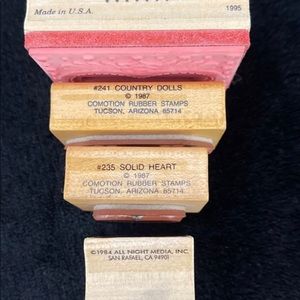 Made in U.S.A. 1995
#241 COUNTRY DOLLS
© 1987
COMOTION RUBBER STAMPS
TUCSON, ARIZONA 85714
#235 SOLID HEART
© 1987
COMOTION RUBBER STAMPS
TUCSON, ARIZONA 85714
©1984 ALL NIGHT MEDIA, INC.
SAN RAFAEL, CA 94901